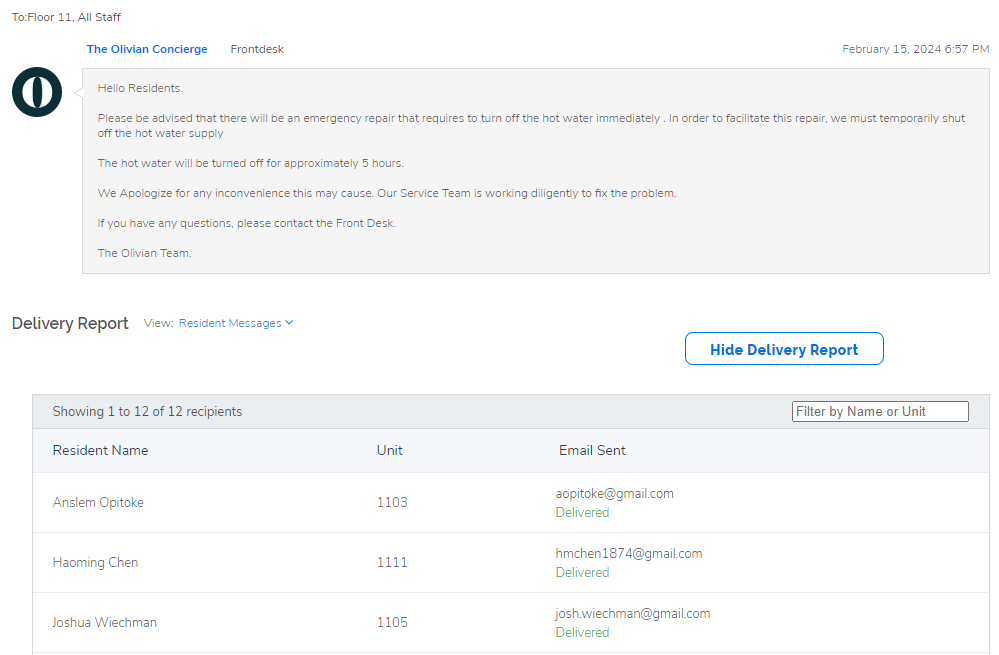 To:Floor 11, All Staff
The Olivian Concierge Frontdesk February 15, 2024 6:57 PM
Hello Residents.
Please be advised that there will be an emergency repair that requires to turn off the hot water immediately . In order to facilitate this repair, we must temporarily shut
off the hot water supply
The hot water will be turned off for approximately 5 hours.
We Apologize for any inconvenience this may cause. Our Service Team is working diligently to fix the problem.
If you have any questions, please contact the Front Desk.
The Olivian Team.
Delivery Report View: Resident Messages
Hide Delivery Report
Showing 1 to 12 of 12 recipients Filter by Name or Unit
Resident Name Unit Email Sent
Anslem Opitoke 1103 aopitoke@gmail.com
Delivered
Haoming Chen 1111 hmchen1874@gmail.com
Delivered
Joshua Wiechman 1105 josh.wiechman@gmail.com
Delivered